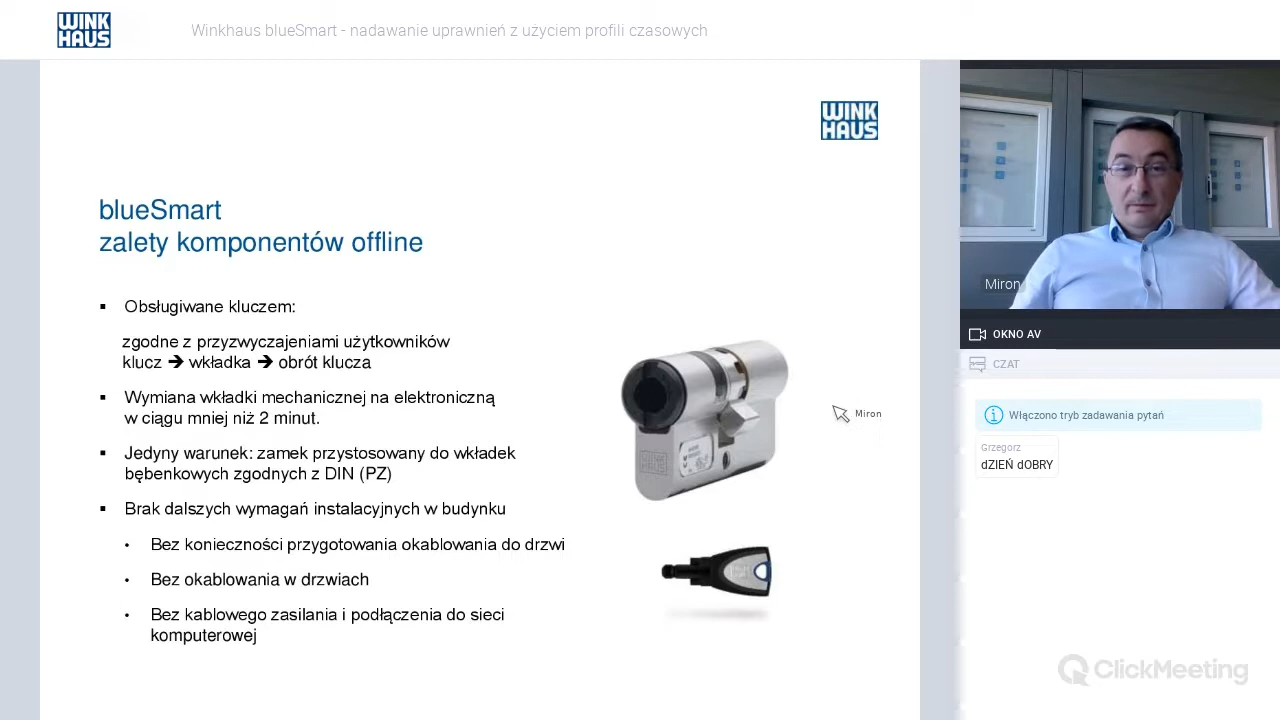 WINK
HAUS
Winkhaus blueSmart - nadawanie uprawnień z użyciem profili czasowych
WINK
HAUS
blueSmart
zalety komponentów offline
▪ Obsługiwane kluczem:
zgodne z przyzwyczajeniami użytkowników
klucz ➔ wkładka ➔ obrót klucza
▪ Wymiana wkładki mechanicznej na elektroniczną
w ciągu mniej niż 2 minut.
▪ Jedyny warunek: zamek przystosowany do wkładek
bębenkowych zgodnych z DIN (PZ)
▪ Brak dalszych wymagań instalacyjnych w budynku
• Bez konieczności przygotowania okablowania do drzwi
• Bez okablowania w drzwiach
• Bez kablowego zasilania i podłączenia do sieci
komputerowej
Miron
Miron
OKNO AV
CZAT
Włączono tryb zadawania pytań
Grzegorz
dZIEŃ dOBRY
ClickMeeting